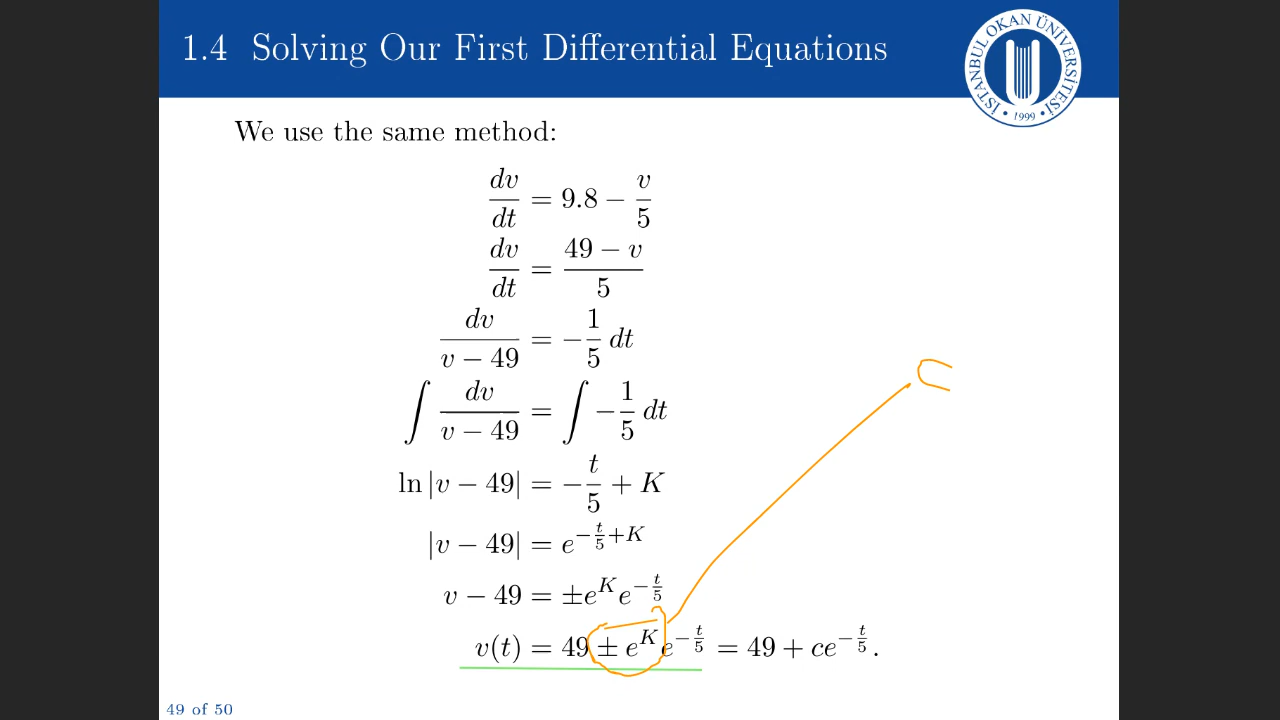 1.4 Solving Our First Differential Equations
İSTANBUL OKAN ÜNİVERSİTESİ
• 1999 •
We use the same method:
dv/dt = 9.8 − v/5
dv/dt = (49 − v)/5
dv/(v − 49) = −1/5 dt
∫ dv/(v − 49) = ∫ −1/5 dt
ln |v − 49| = −t/5 + K
|v − 49| = e^{−t/5+K}
v − 49 = ±e^K e^{−t/5}
v(t) = 49 ± e^K e^{−t/5} = 49 + ce^{−t/5}.
c
49 of 50